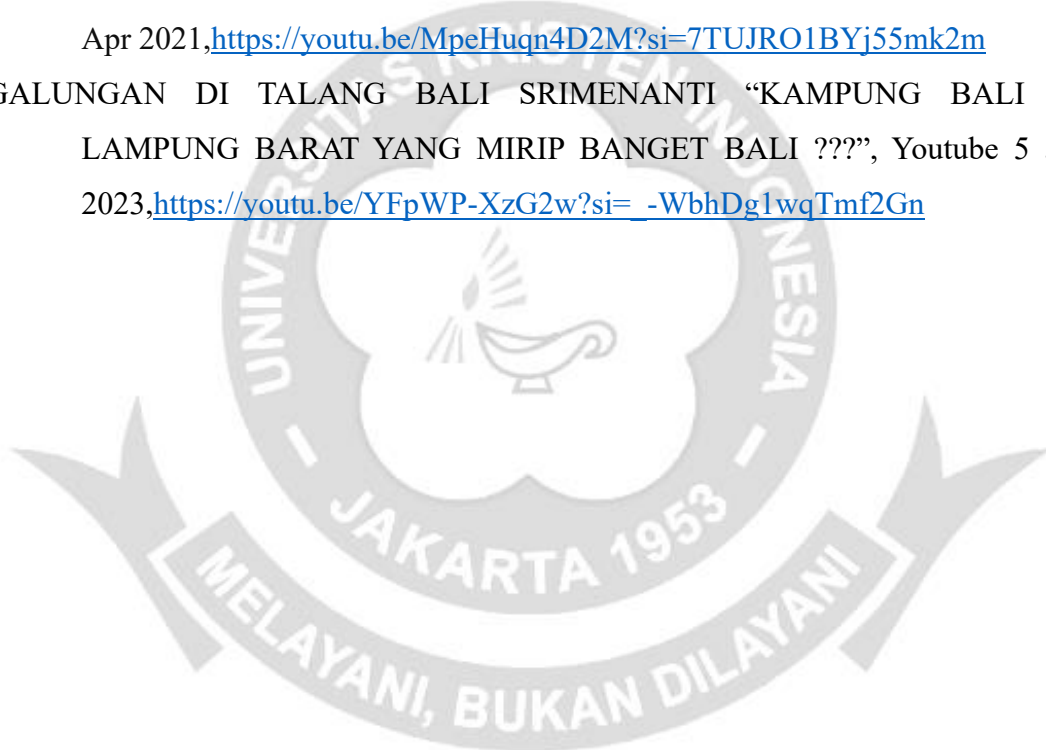 Apr 2021,https://youtu.be/MpeHuqn4D2M?si=7TUJRO1BYj55mk2m
GALUNGAN DI TALANG BALI SRIMENANTI “KAMPUNG BALI
LAMPUNG BARAT YANG MIRIP BANGET BALI ???”, Youtube 5
2023,https://youtu.be/YFpWP-XzG2w?si=_-WbhDg1wqTmf2Gn
UNIVERSITAS KRISTEN INDONESIA
JAKARTA 1953
MELAYANI, BUKAN DILAYANI